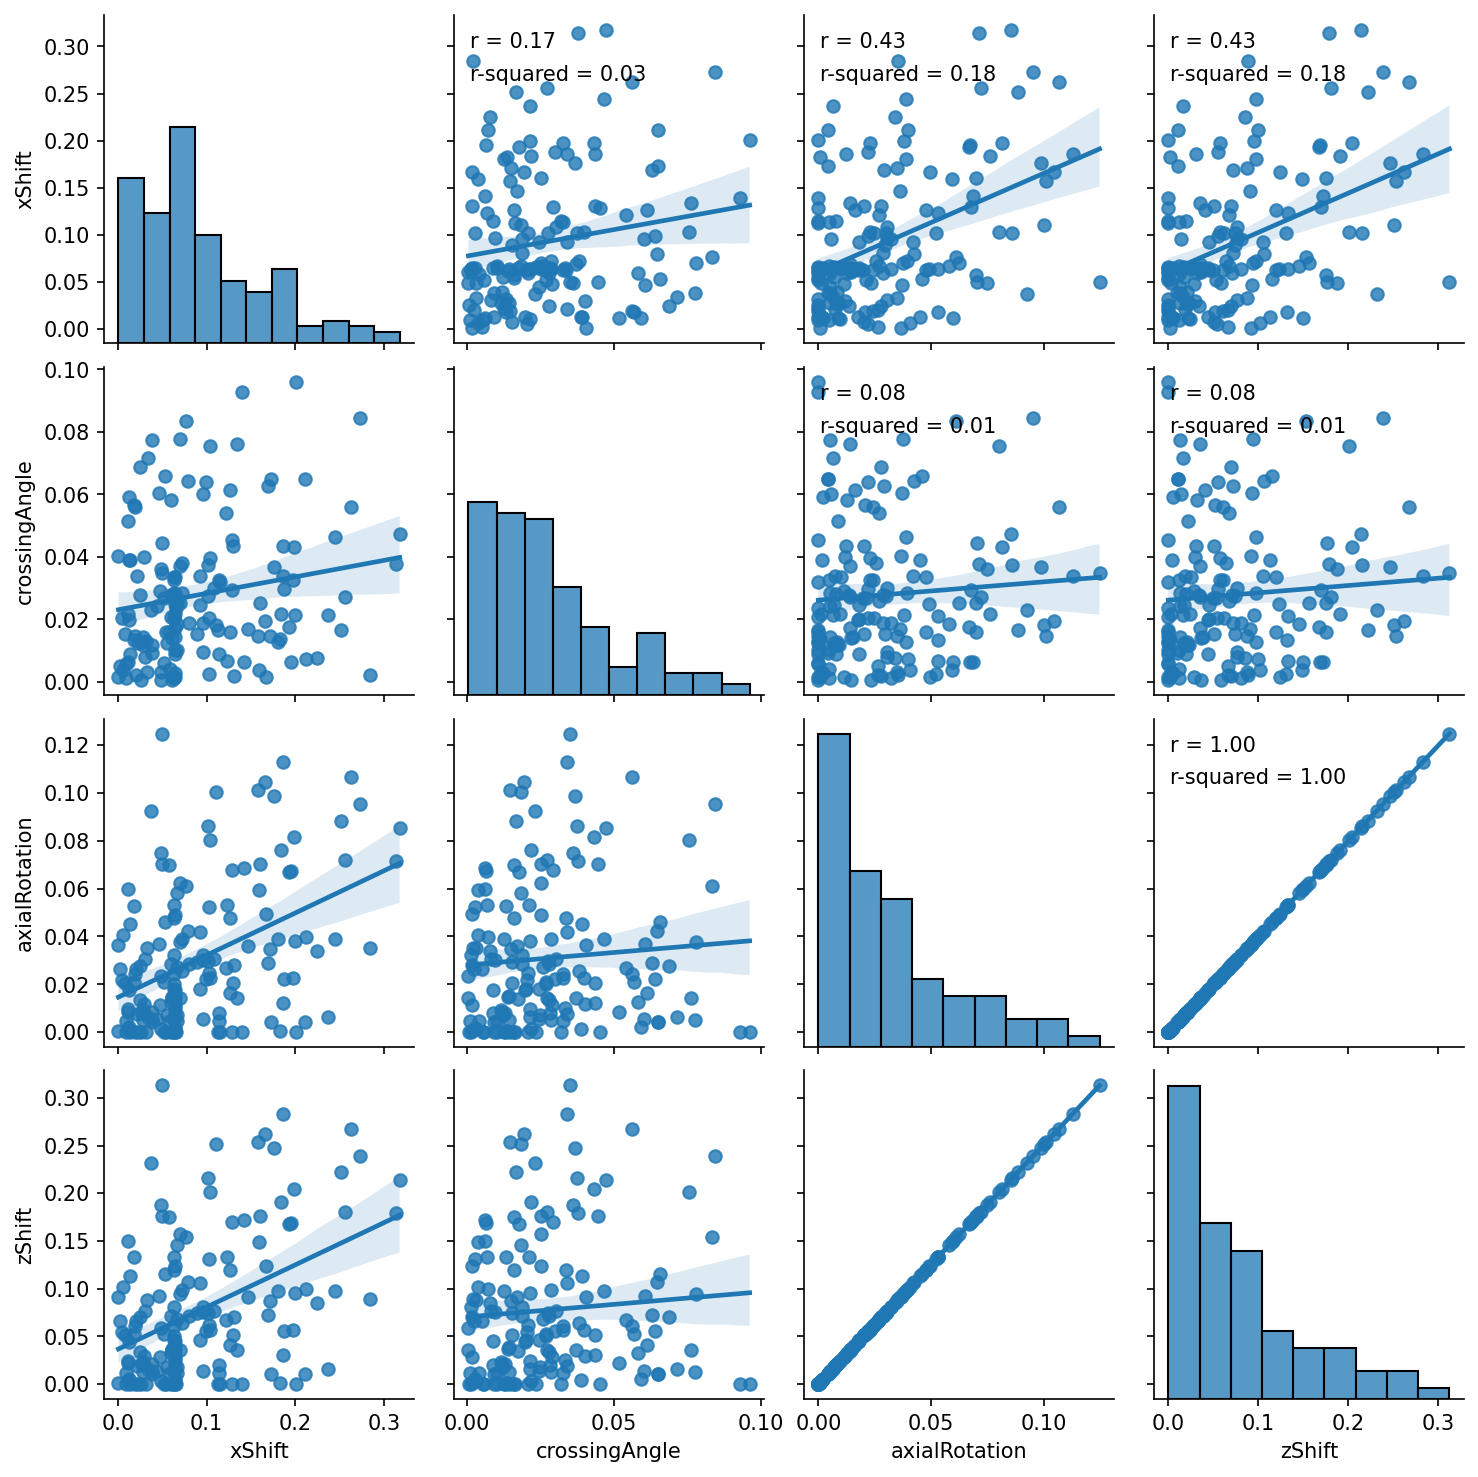 r = 0.17
r-squared = 0.03
r = 0.43
r-squared = 0.18
r = 0.43
r-squared = 0.18
0.30
0.25
0.20
0.15
0.10
0.05
0.00
xShift
r = 0.08
r-squared = 0.01
r = 0.08
r-squared = 0.01
0.10
0.08
0.06
0.04
0.02
0.00
crossingAngle
r = 1.00
r-squared = 1.00
0.12
0.10
0.08
0.06
0.04
0.02
0.00
axialRotation
0.30
0.25
0.20
0.15
0.10
0.05
0.00
zShift
0.0 0.1 0.2 0.3
xShift
0.00 0.05 0.10
crossingAngle
0.00 0.05 0.10
axialRotation
0.0 0.1 0.2 0.3
zShift